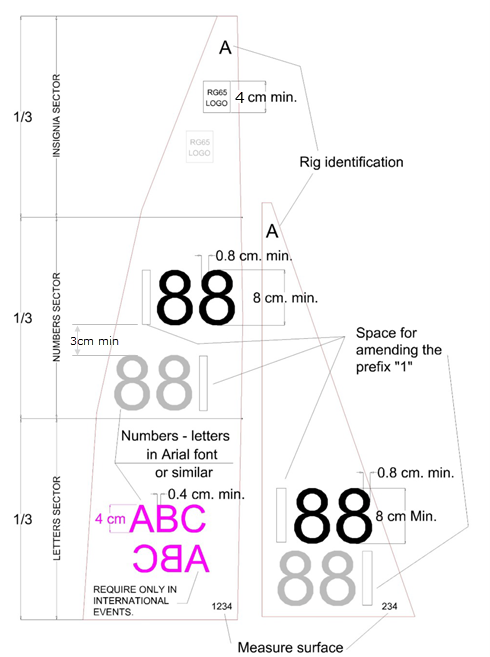 A
RG65
LOGO
4 cm min.
1/3
INSIGNIA SECTOR
RG65
LOGO
Rig identification
A
0.8 cm. min.
88
8 cm. min.
1/3
NUMBERS SECTOR
3cm min
88
Space for
amending the
prefix "1"
Numbers - letters
in Arial font
or similar
0.8 cm. min.
0.4 cm. min.
1/3
LETTERS SECTOR
4 cm
ABC
88
8 cm Min.
ABC
88
REQUIRE ONLY IN
INTERNATIONAL
EVENTS.
1234
234
Measure surface